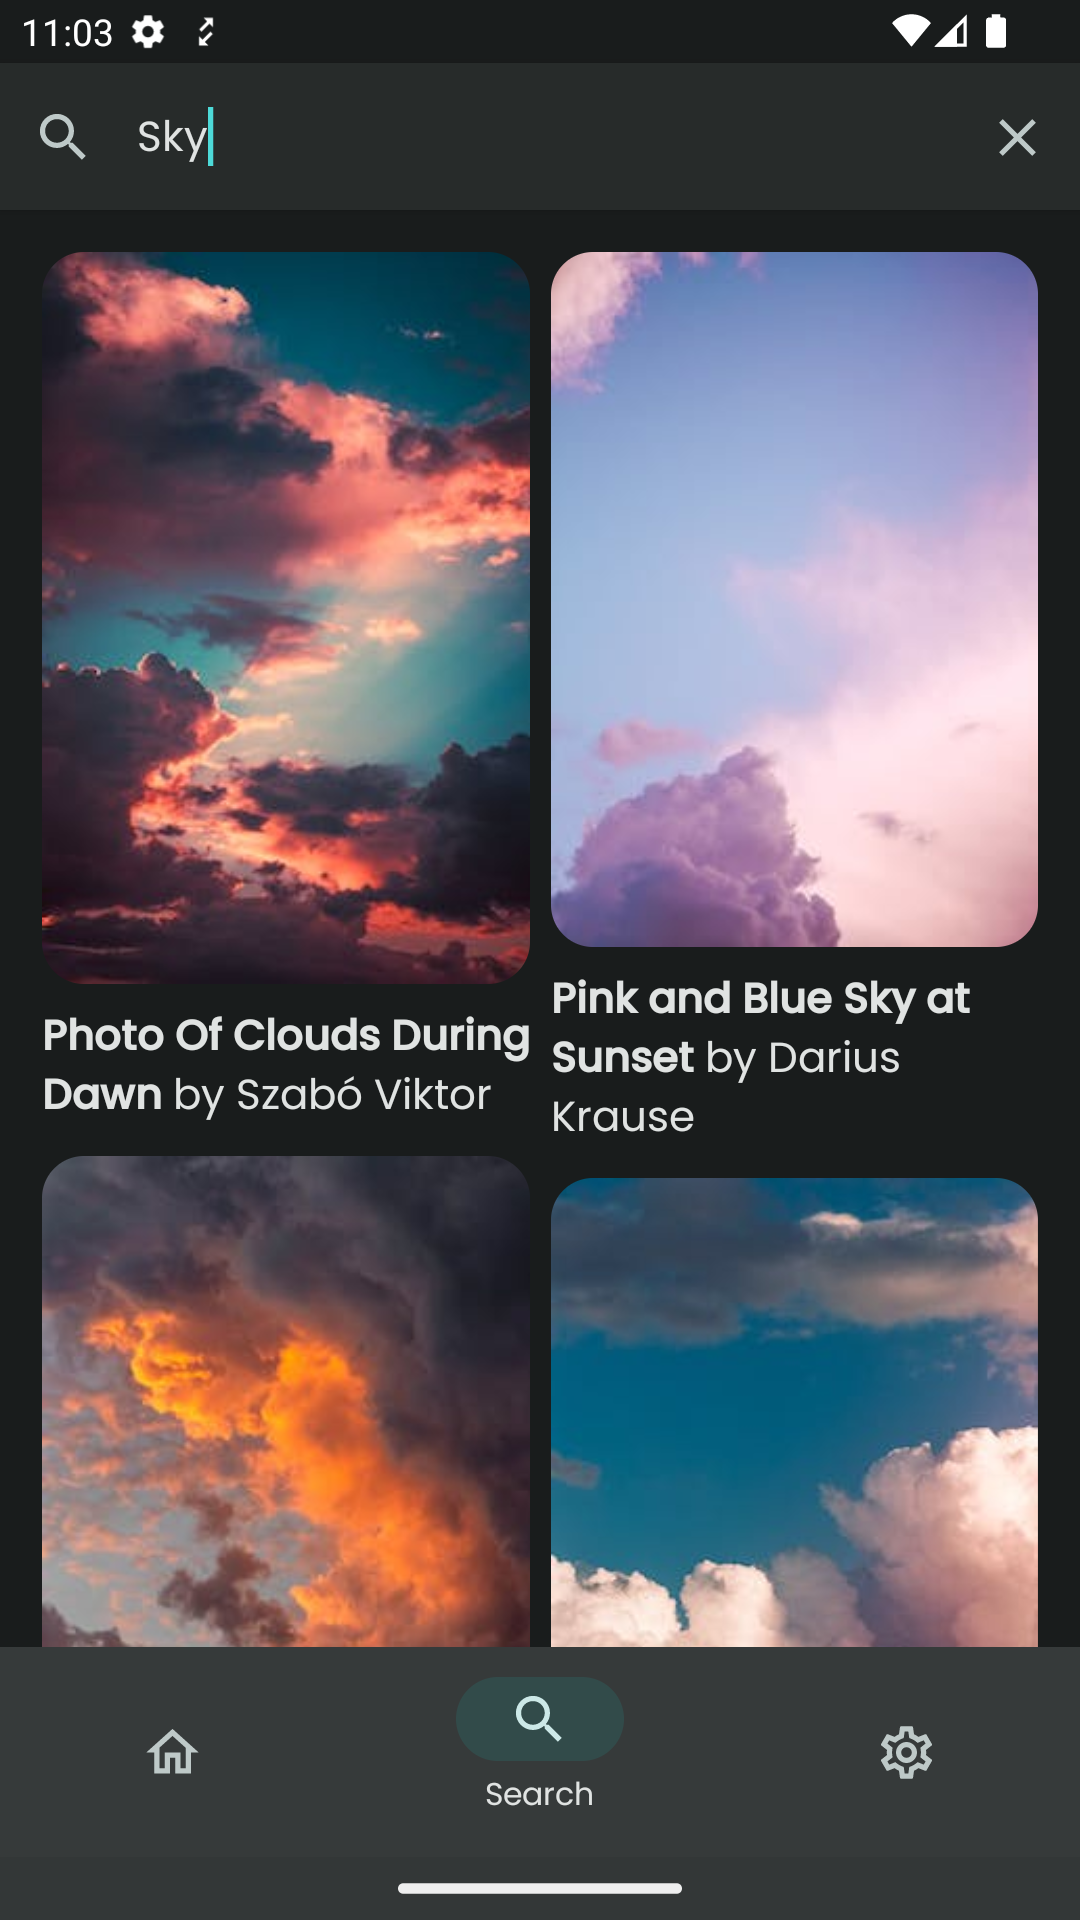 11:03
Sky
Photo Of Clouds During
Dawn by Szabó Viktor
Pink and Blue Sky at
Sunset by Darius
Krause
Search